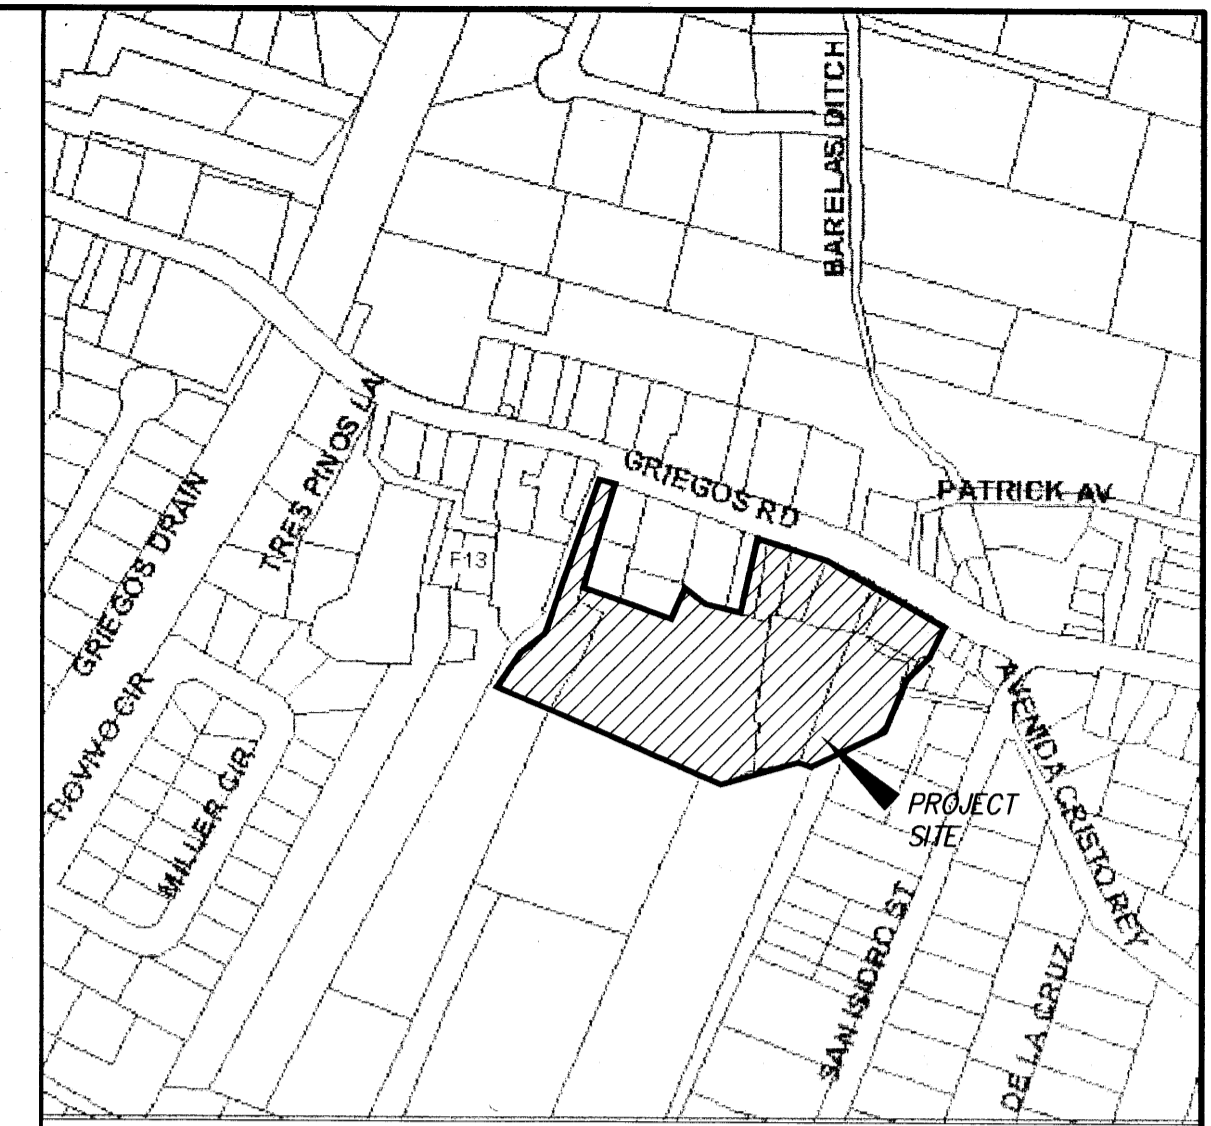 BARELAS DITCH
GRIEGOS RD
PATRICK AV
TRES PINOS LA
GRIEGOS DRAIN
F13
MILLER CIR
PROJECT
SITE
AVENIDA CRISTO REY
SAN ISIDRO ST
DE LA CRUZ